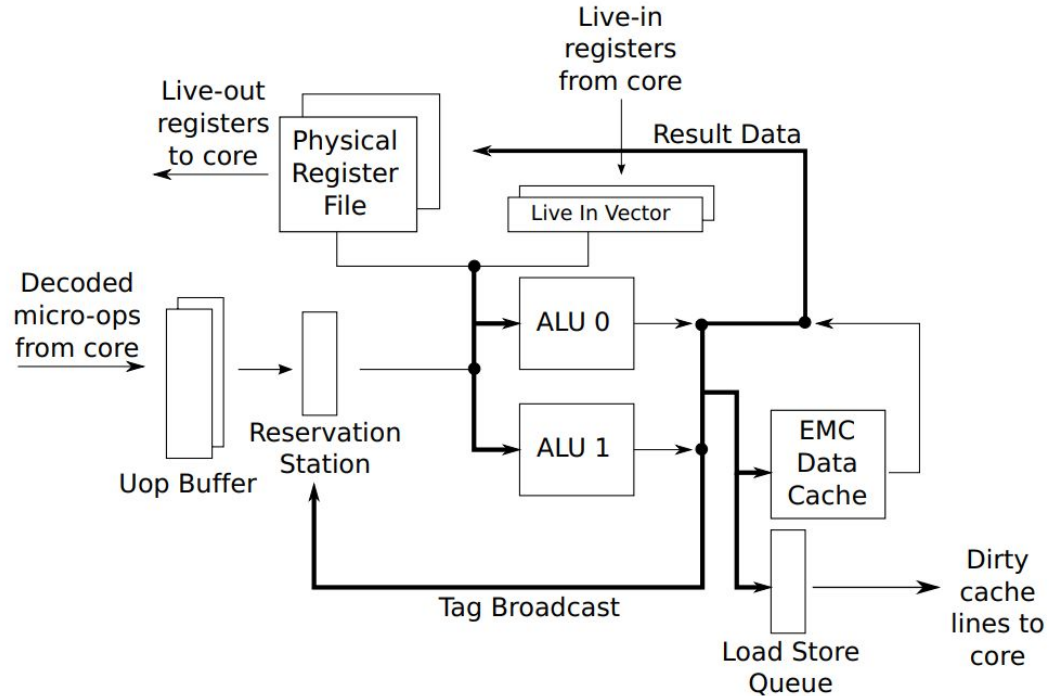 Live-in
registers
from core
Live-out
registers
to core
Physical
Register
File
Result Data
Live In Vector
Decoded
micro-ops
from core
ALU 0
ALU 1
Reservation
Station
Uop Buffer
EMC
Data
Cache
Tag Broadcast
Dirty
cache
lines to
core
Load Store
Queue